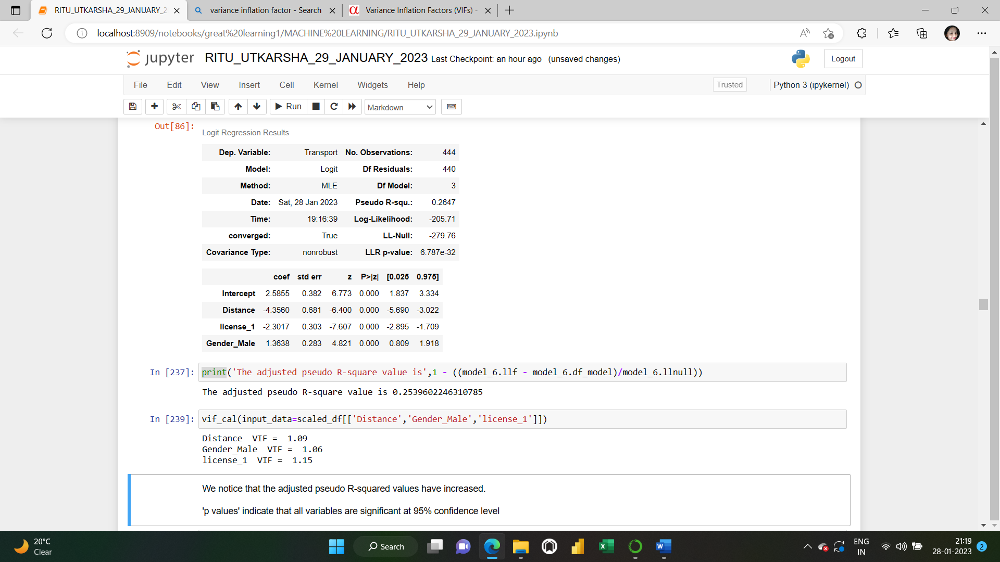 RITU_UTKARSHA_29_JANUARY_2
variance inflation factor - Search
Variance Inflation Factors (VIFs) -
localhost:8909/notebooks/great%20learning1/MACHINE%20LEARNING/RITU_UTKARSHA_29_JANUARY_2023.ipynb
jupyter RITU_UTKARSHA_29_JANUARY_2023 Last Checkpoint: an hour ago (unsaved changes)
Logout
File Edit View Insert Cell Kernel Widgets Help
Trusted
Python 3 (ipykernel)
Run
Markdown
Out[86]:
Logit Regression Results
Dep. Variable: Transport No. Observations: 444
Model: Logit Df Residuals: 440
Method: MLE Df Model: 3
Date: Sat, 28 Jan 2023 Pseudo R-squ.: 0.2647
Time: 19:16:39 Log-Likelihood: -205.71
converged: True LL-Null: -279.76
Covariance Type: nonrobust LLR p-value: 6.787e-32
coef std err z P>|z| [0.025 0.975]
Intercept 2.5855 0.382 6.773 0.000 1.837 3.334
Distance -4.3560 0.681 -6.400 0.000 -5.690 -3.022
license_1 -2.3017 0.303 -7.607 0.000 -2.895 -1.709
Gender_Male 1.3638 0.283 4.821 0.000 0.809 1.918
In [237]: print('The adjusted pseudo R-square value is',1 - ((model_6.llf - model_6.df_model)/model_6.llnull))
The adjusted pseudo R-square value is 0.2539602246310785
In [239]: vif_cal(input_data=scaled_df[['Distance','Gender_Male','license_1']])
Distance VIF = 1.09
Gender_Male VIF = 1.06
license_1 VIF = 1.15
We notice that the adjusted pseudo R-squared values have increased.
'p values' indicate that all variables are significant at 95% confidence level
20°C
Clear
Search
ENG
IN
21:19
28-01-2023
2